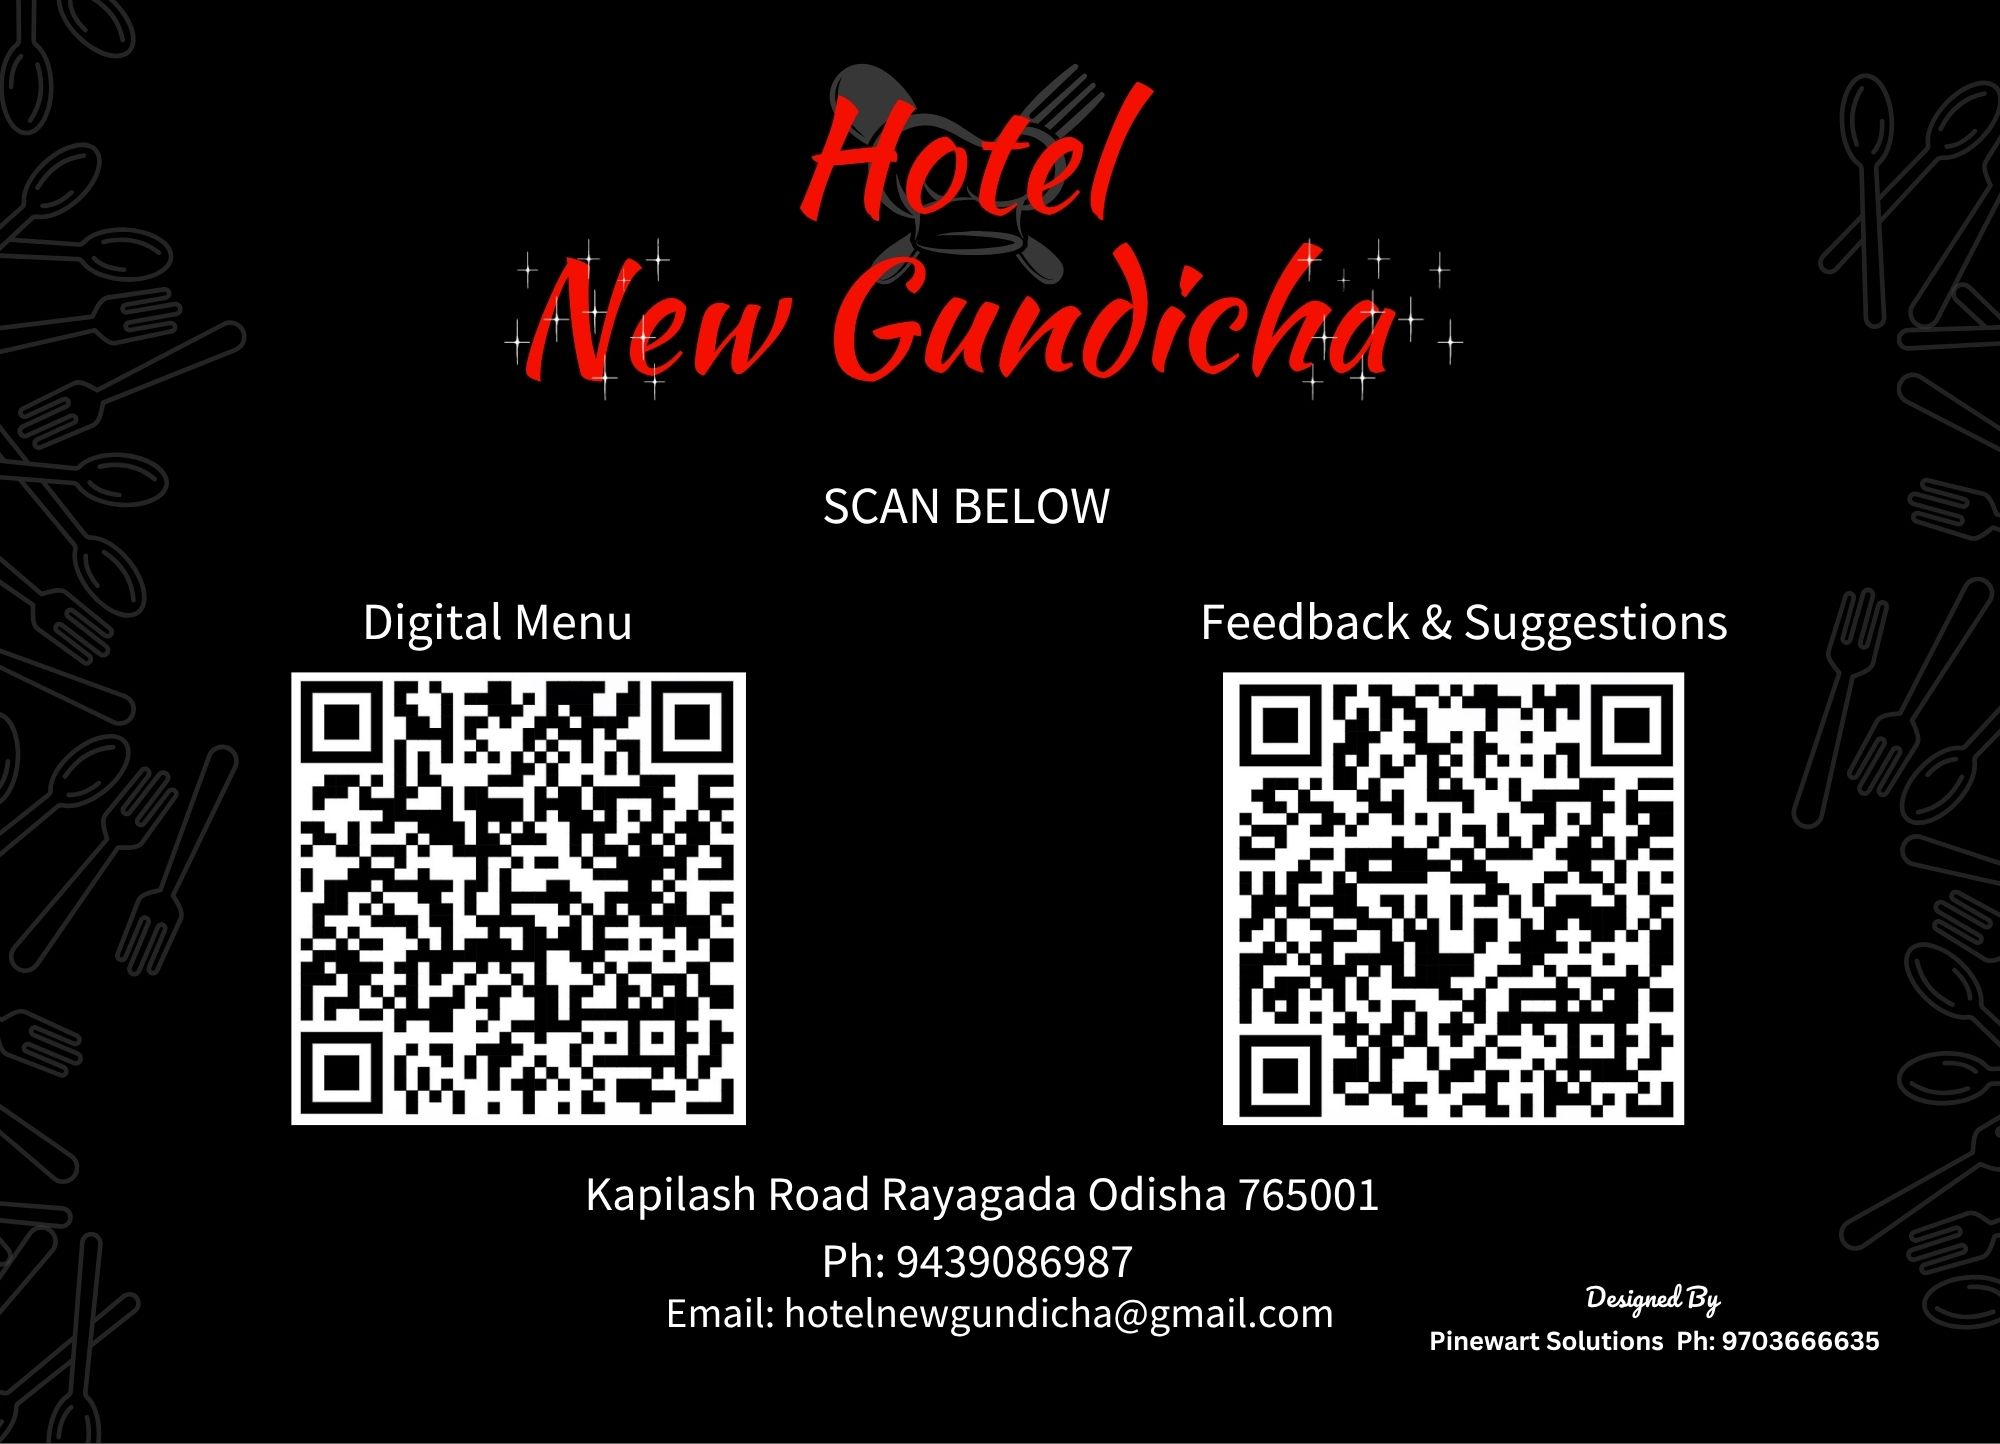 Hotel
New Gundicha
SCAN BELOW
Digital Menu
Feedback & Suggestions
Kapilash Road Rayagada Odisha 765001
Ph: 9439086987
Email: hotelnewgundicha@gmail.com
Designed By
Pinewart Solutions Ph: 9703666635